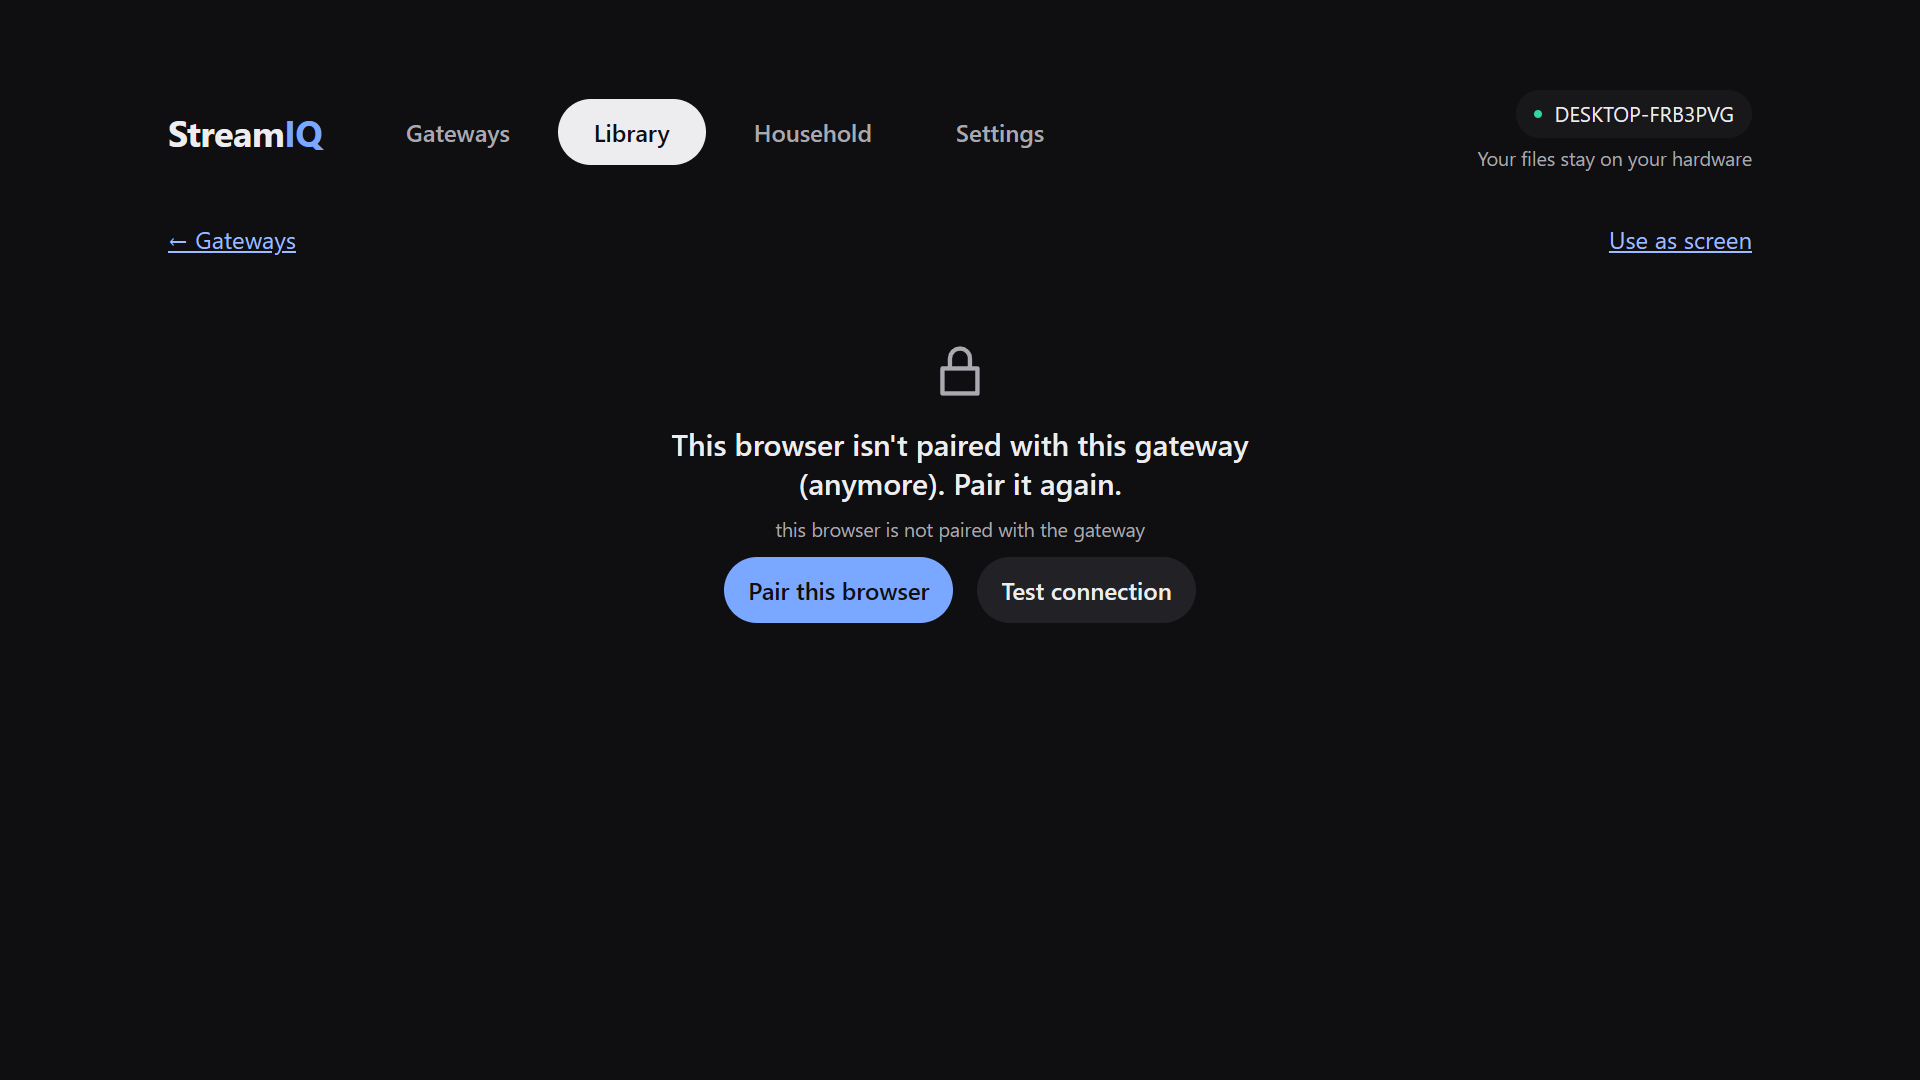 StreamIQ
Gateways
Library
Household
Settings
DESKTOP-FRB3PVG
Your files stay on your hardware
← Gateways
Use as screen
This browser isn't paired with this gateway
(anymore). Pair it again.
this browser is not paired with the gateway
Pair this browser
Test connection